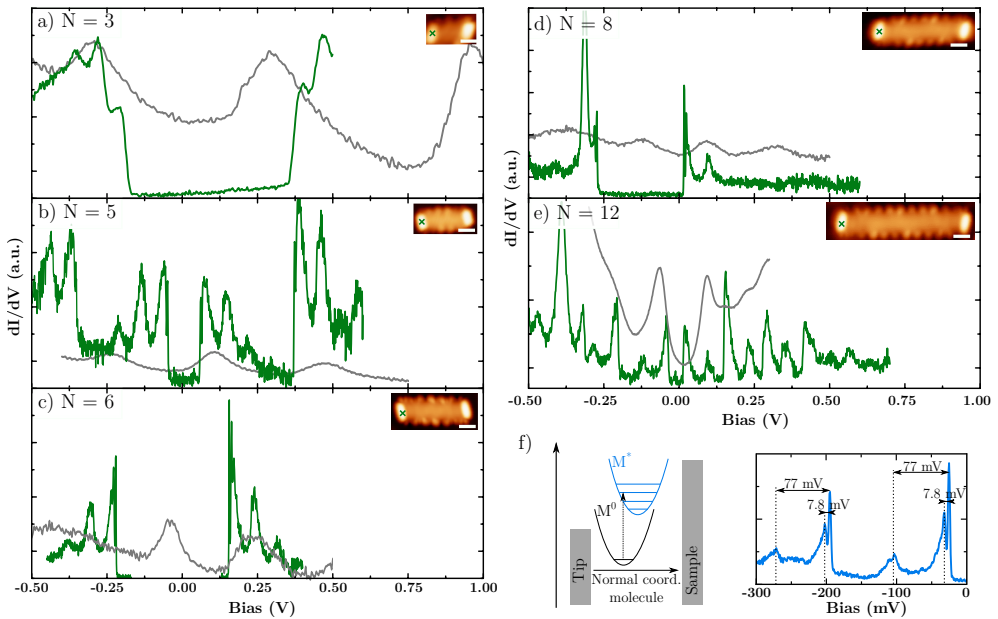 a) N = 3
b) N = 5
c) N = 6
dI/dV (a.u.)
-0.50 -0.25 0.00 0.25 0.50 0.75 1.00
Bias (V)
d) N = 8
e) N = 12
dI/dV (a.u.)
-0.50 -0.25 0.00 0.25 0.50 0.75 1.00
Bias (V)
f)
M*
M0
Tip
Sample
Normal coord.
molecule
77 mV
77 mV
7.8 mV
7.8 mV
-300 -200 -100 0
Bias (mV)